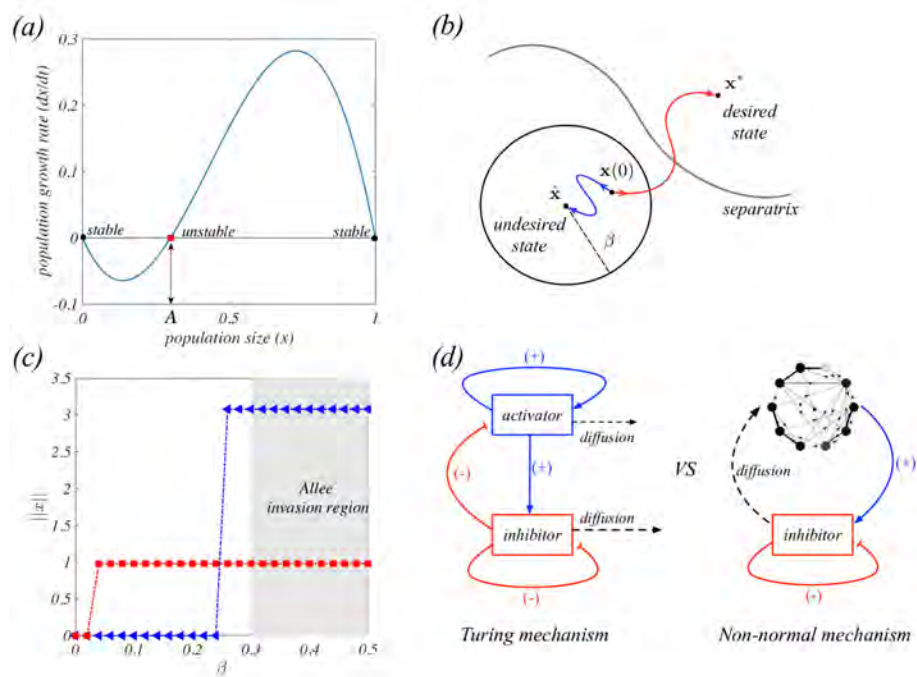 (a)
0.3
0.2
0.1
0
-0.1
population growth rate (dx/dt)
stable
unstable
stable
0
A
0.5
1
population size (x)
(b)
x*
desired
state
x(0)
x̂
undesired
state
β
separatrix
(c)
3.5
3
2.5
2
1.5
1
0.5
0
||x||
Allee
invasion region
0
0.1
0.2
0.3
0.4
0.5
β
(d)
(+)
activator
diffusion
(-)
(+)
inhibitor
diffusion
(-)
Turing mechanism
VS
diffusion
(+)
inhibitor
(-)
Non-normal mechanism